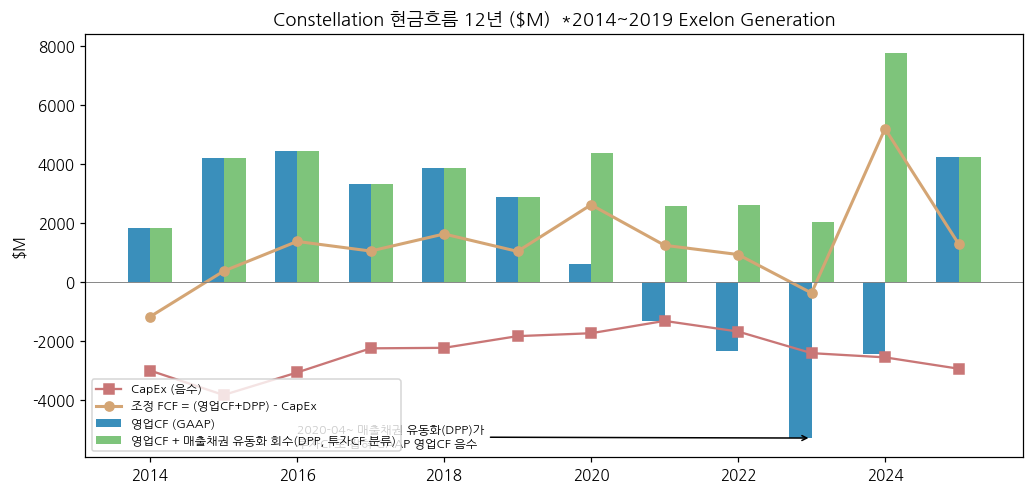 Constellation 현금흐름 12년 ($M)  *2014~2019 Exelon Generation
$M
8000
6000
4000
2000
0
-2000
-4000
CapEx (음수)
조정 FCF = (영업CF+DPP) - CapEx
영업CF (GAAP)
영업CF + 매출채권 유동화 회수(DPP, 투자CF 분류)
2020-04~ 매출채권 유동화(DPP)가
AP 영업CF 음수
2014
2016
2018
2020
2022
2024